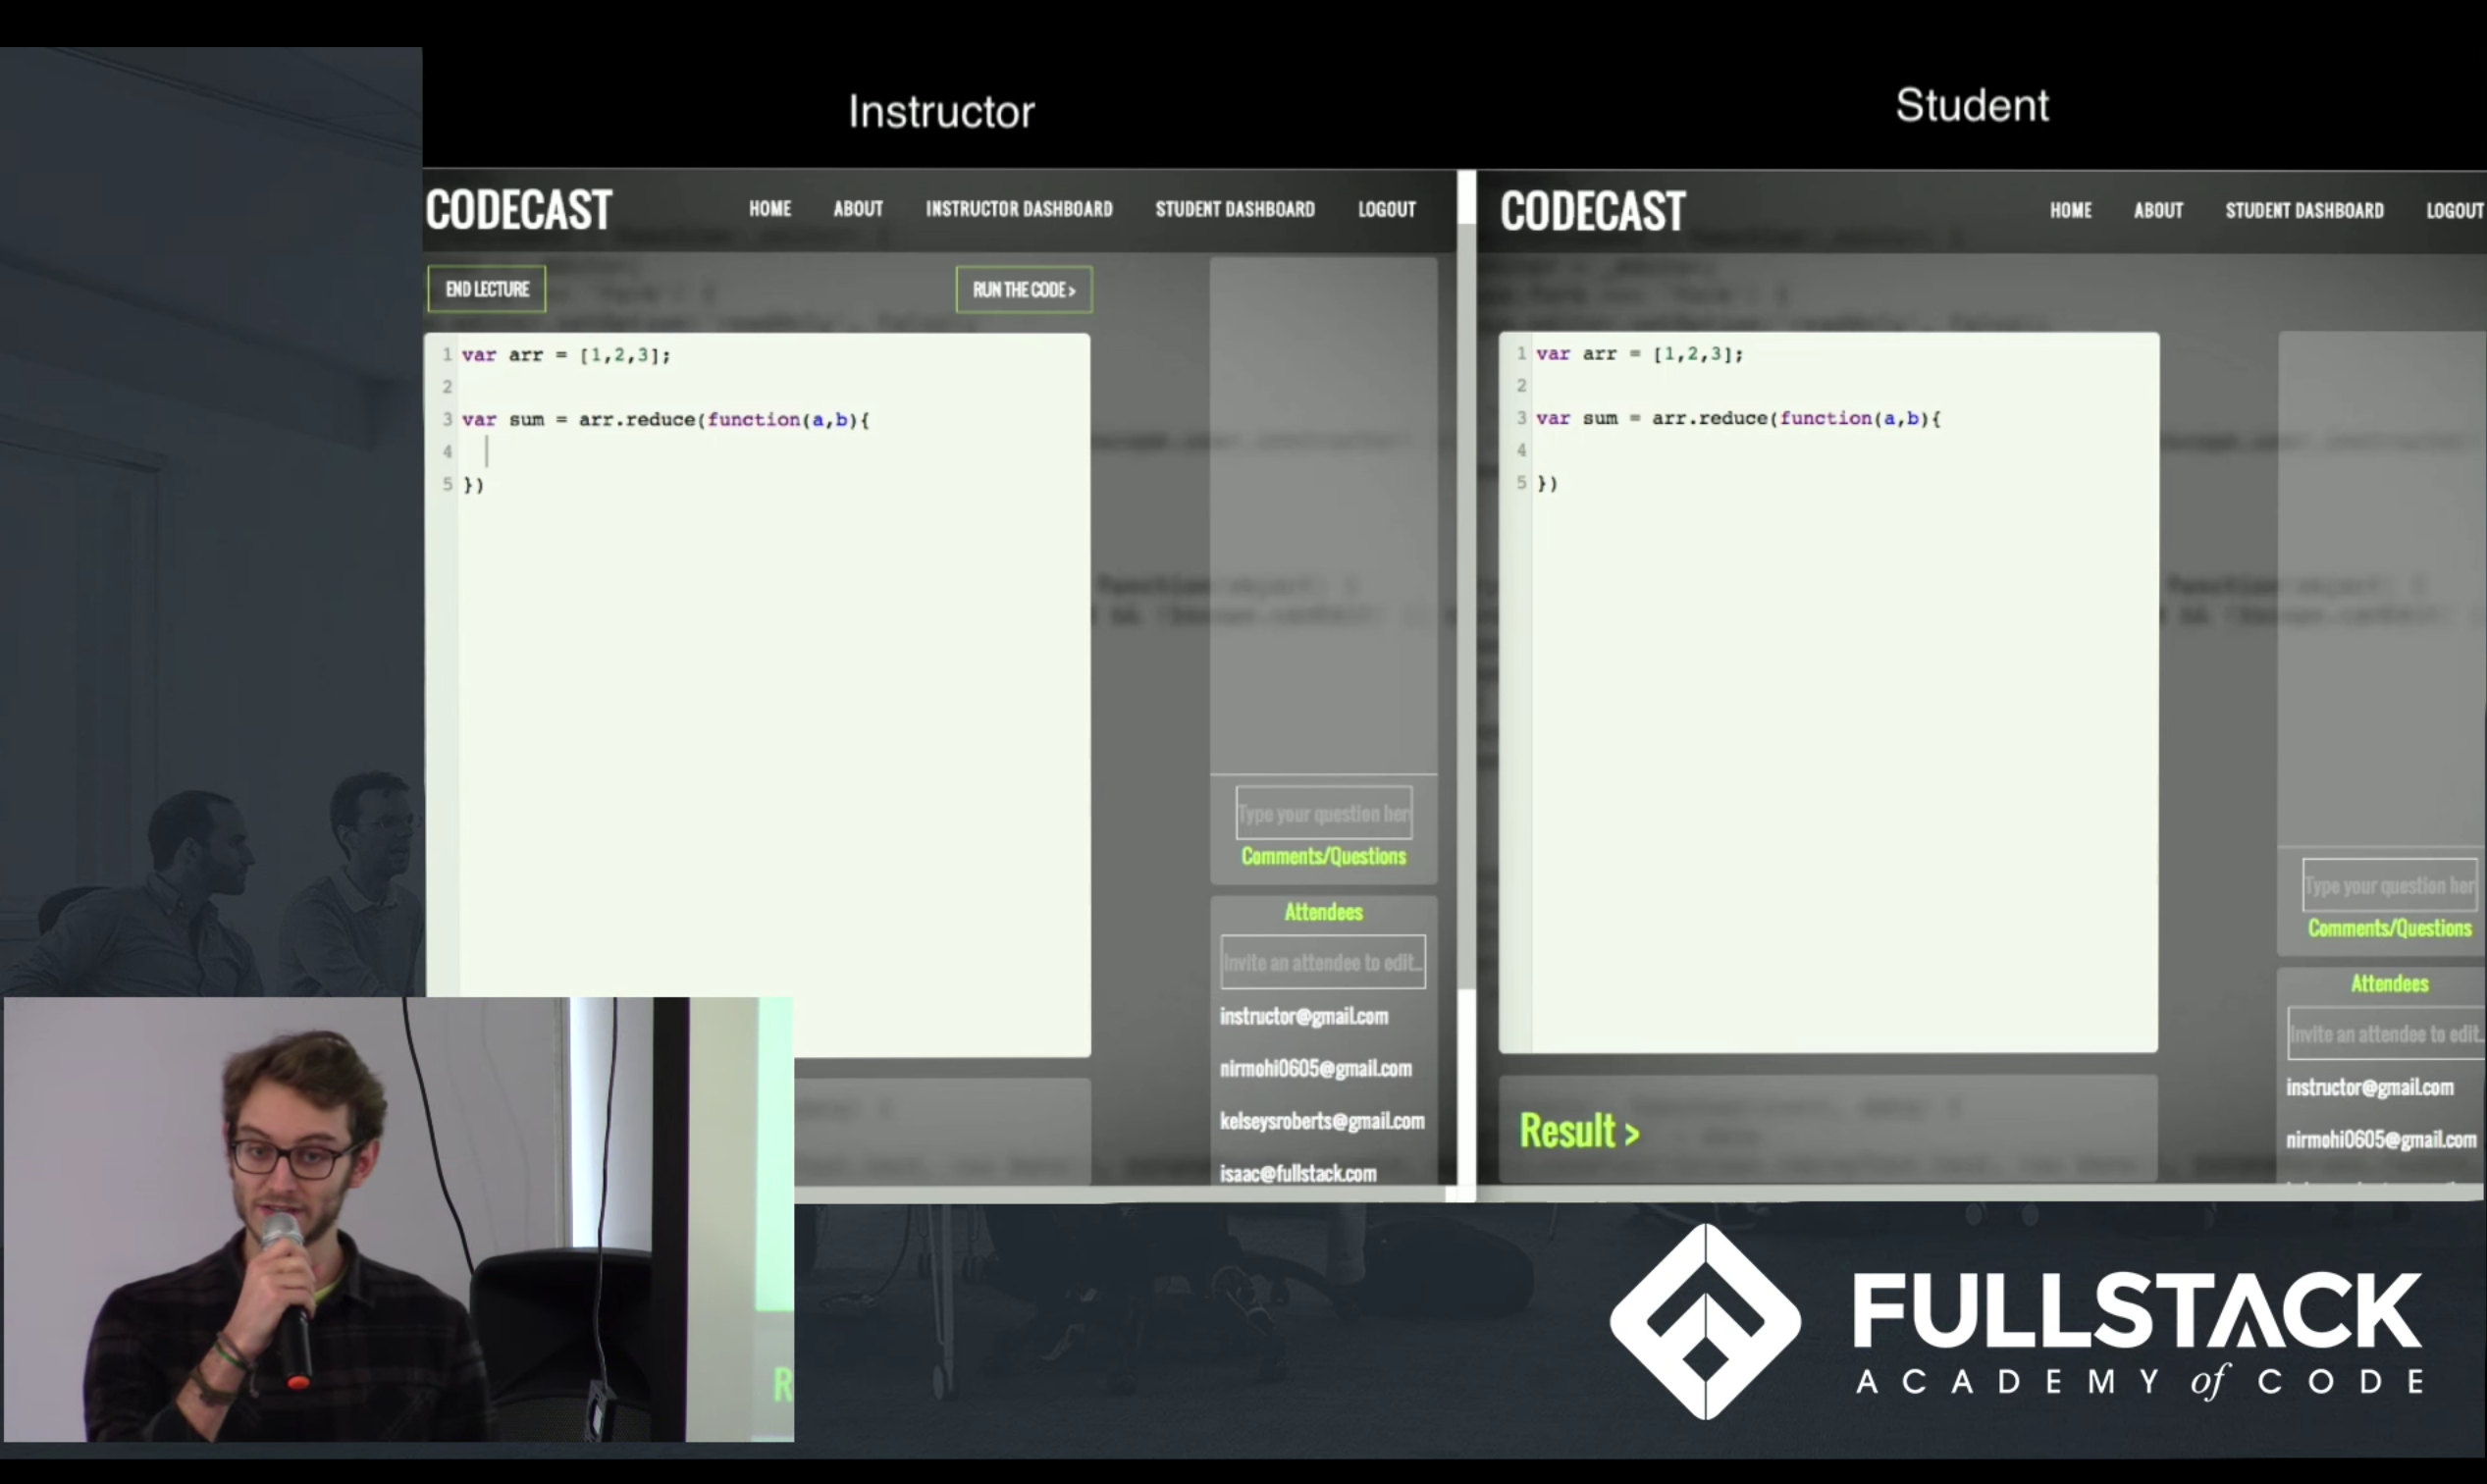 Instructor
CODECAST
HOME ABOUT INSTRUCTOR DASHBOARD STUDENT DASHBOARD LOGOUT
END LECTURE
RUN THE CODE >
1 var arr = [1,2,3];
2
3 var sum = arr.reduce(function(a,b){
4
5 })
Type your question her
Comments/Questions
Attendees
Invite an attendee to edit...
instructor@gmail.com
nirmohi0605@gmail.com
kelseysroberts@gmail.com
isaac@fullstack.com
Student
CODECAST
HOME ABOUT STUDENT DASHBOARD LOGOUT
1 var arr = [1,2,3];
2
3 var sum = arr.reduce(function(a,b){
4
5 })
Type your question her
Comments/Questions
Attendees
Invite an attendee to edit..
instructor@gmail.com
nirmohi0605@gmail.com
Result >
R
FULLSTACK
ACADEMY of CODE